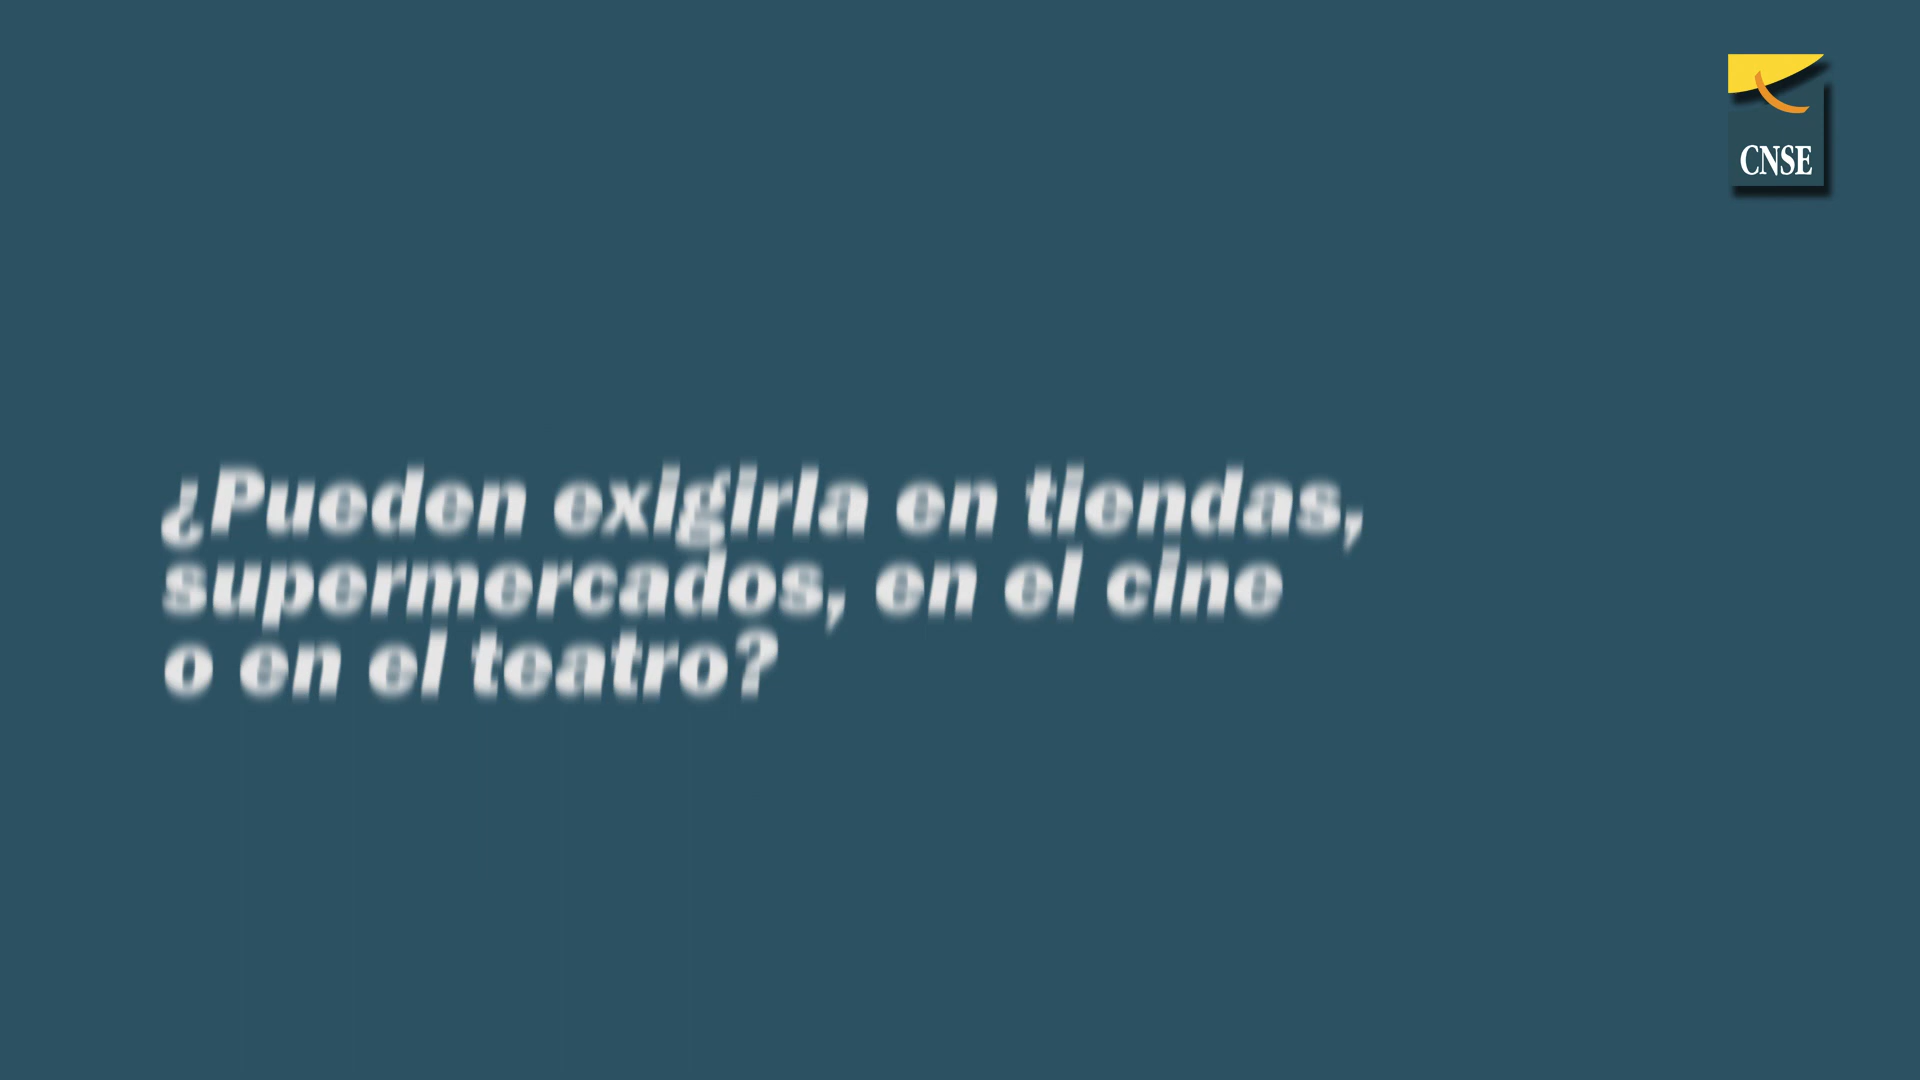 CNSE
¿Pueden exigirla en tiendas,
supermercados, en el cine
o en el teatro?